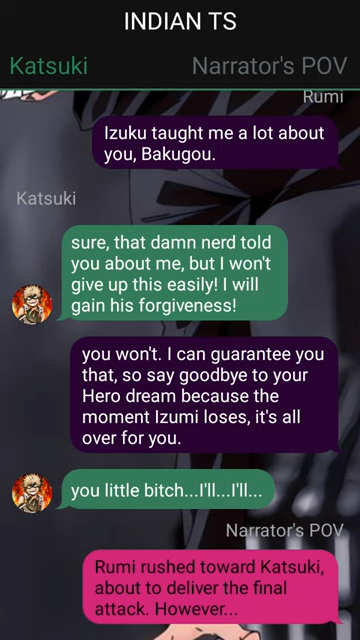 INDIAN TS
Katsuki
Narrator's POV
Rumi
Izuku taught me a lot about
you, Bakugou.
Katsuki
sure, that damn nerd told
you about me, but I won't
give up this easily! I will
gain his forgiveness!
you won't. I can guarantee you
that, so say goodbye to your
Hero dream because the
moment Izumi loses, it's all
over for you.
you little bitch...I'll...I'll...
Narrator's POV
Rumi rushed toward Katsuki,
about to deliver the final
attack. However...